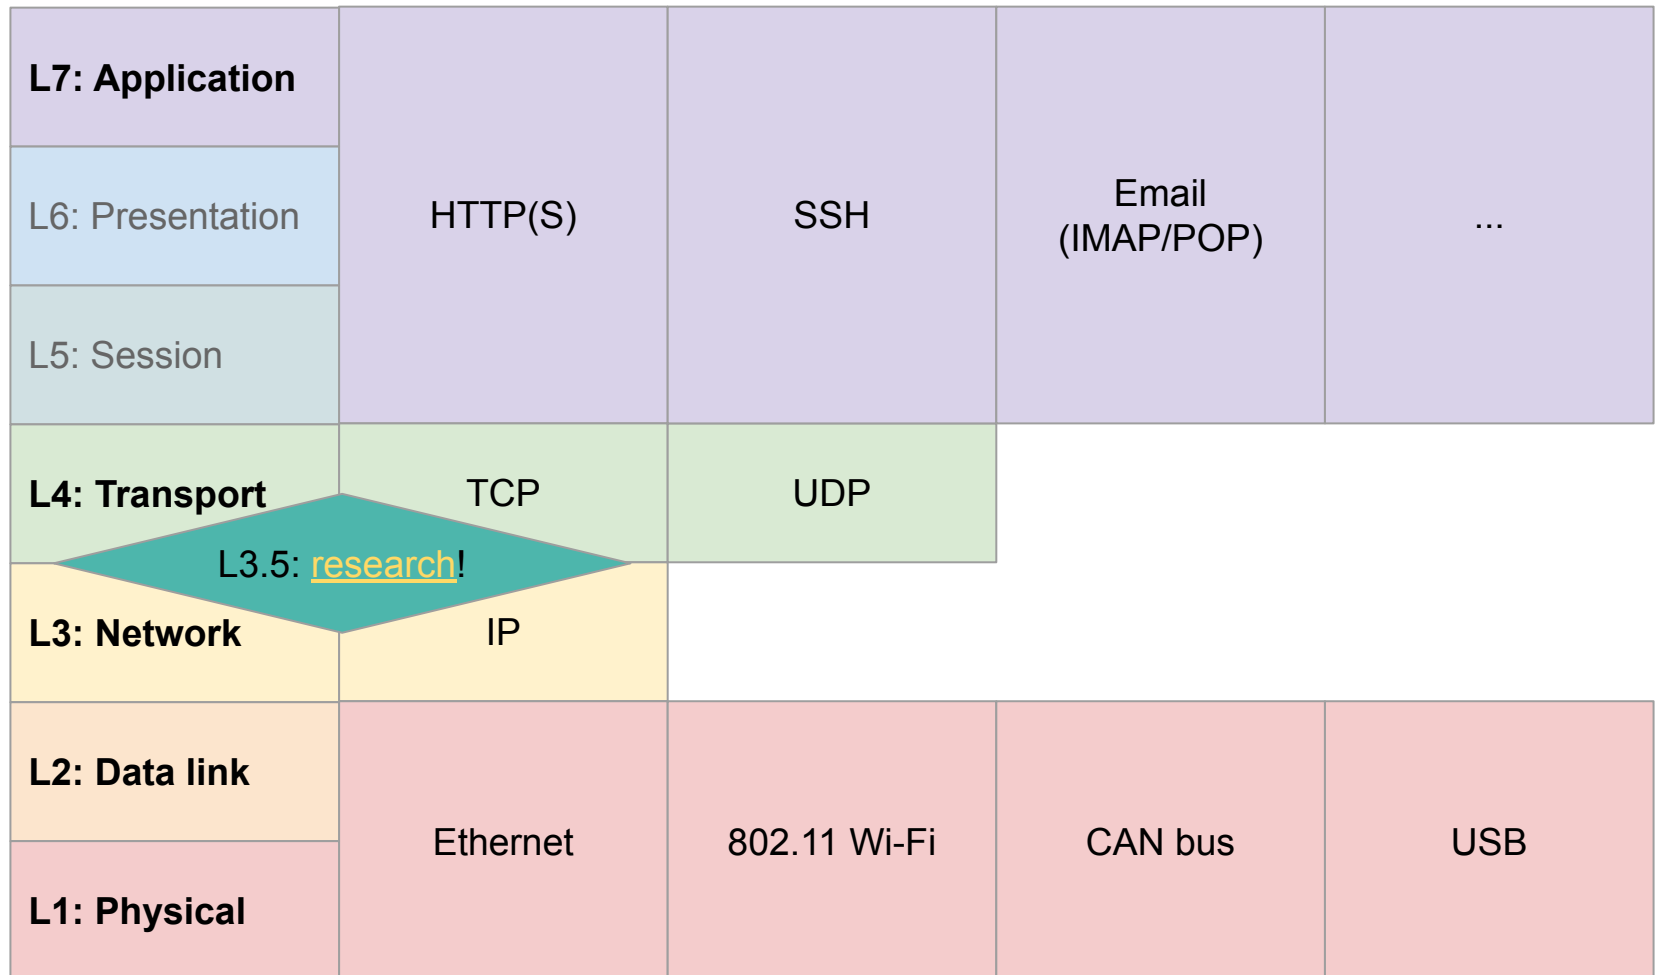 L7: Application
L6: Presentation
HTTP(S)
SSH
Email
(IMAP/POP)
...
L5: Session
L4: Transport
TCP
UDP
L3.5: research!
L3: Network
IP
L2: Data link
Ethernet
802.11 Wi-Fi
CAN bus
USB
L1: Physical